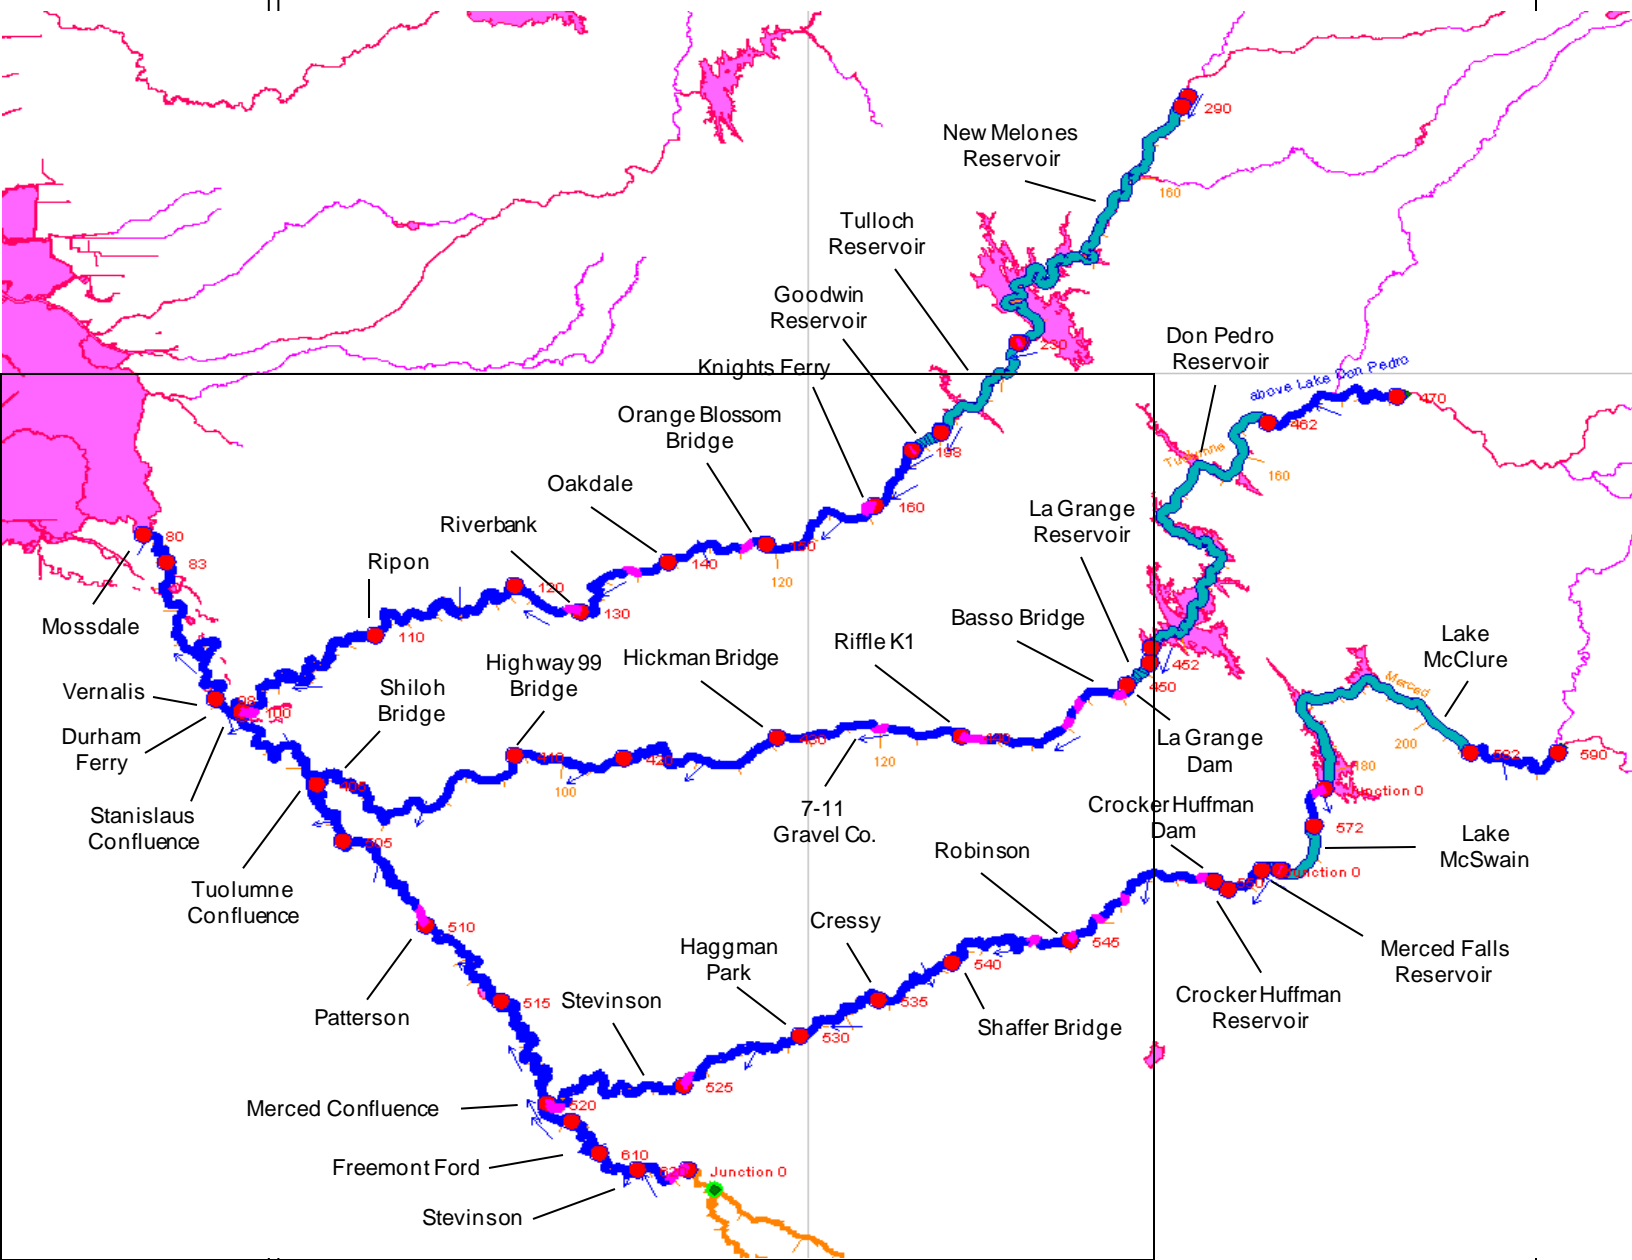 290
New Melones
Reservoir
160
Tulloch
Reservoir
Goodwin
Reservoir
230
Don Pedro
Reservoir
Knights Ferry
above Lake Don Pedro
470
Orange Blossom
Bridge
462
198
Tuolumne
160
Oakdale
La Grange
Reservoir
160
Riverbank
80
150
Ripon
140
83
120
120
130
Basso Bridge
Mossdale
110
Riffle K1
Lake
McClure
Highway 99
Bridge
Hickman Bridge
452
Shiloh
Bridge
450
Merced
Vernalis
100
Durham
Ferry
La Grange
Dam
430
200
410
420
120
582
590
180
405
100
Junction 0
Stanislaus
Confluence
7-11
Gravel Co.
Crocker Huffman
Dam
572
Lake
McSwain
505
Robinson
Junction 0
550
Tuolumne
Confluence
Cressy
510
545
Haggman
Park
Merced Falls
Reservoir
540
515
Stevinson
535
Crocker Huffman
Reservoir
Patterson
Shaffer Bridge
530
525
Merced Confluence
520
610
Freemont Ford
Junction 0
Stevinson